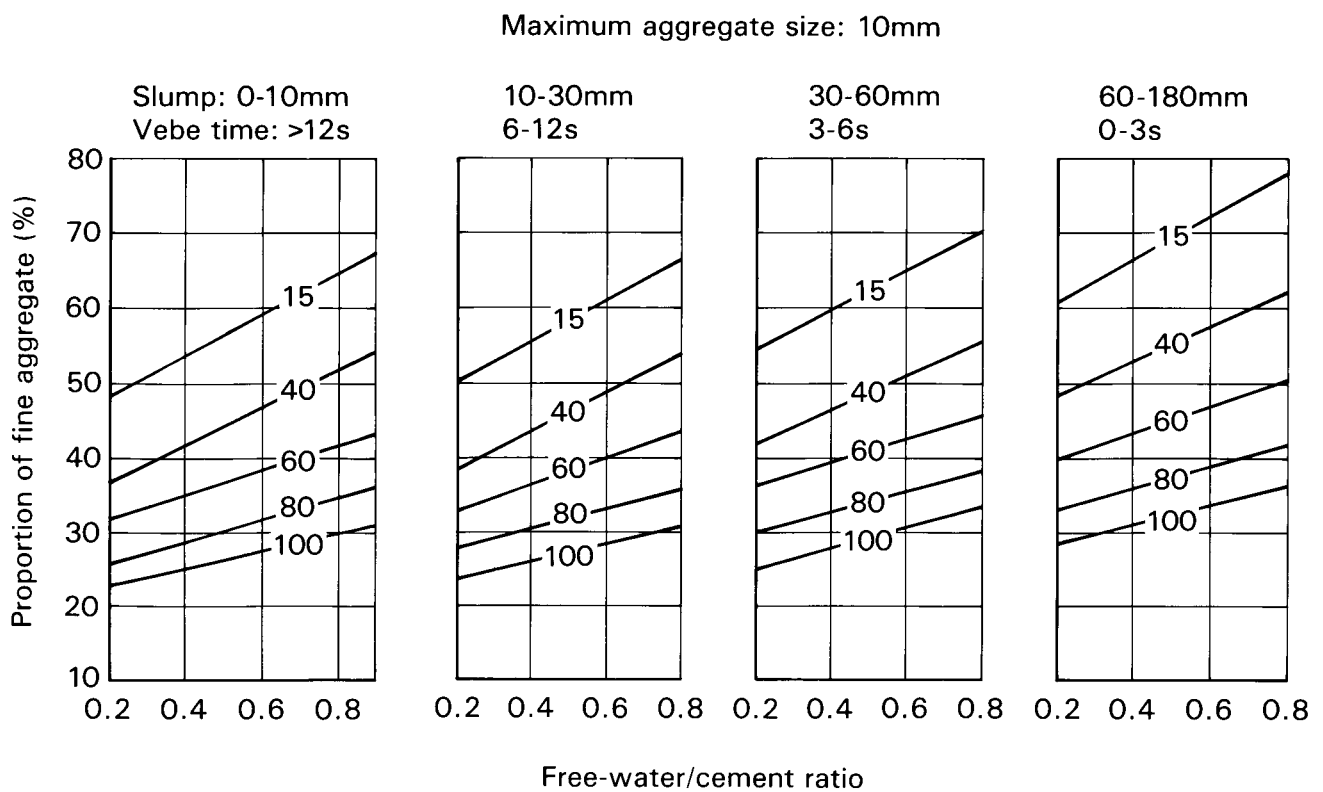 Maximum aggregate size: 10mm
Slump: 0-10mm
Vebe time: >12s
10-30mm
6-12s
30-60mm
3-6s
60-180mm
0-3s
Proportion of fine aggregate (%)
80
70
60
50
40
30
20
10
15
40
60
80
100
0.2 0.4 0.6 0.8
15
40
60
80
100
0.2 0.4 0.6 0.8
15
40
60
80
100
0.2 0.4 0.6 0.8
15
40
60
80
100
0.2 0.4 0.6 0.8
Free-water/cement ratio